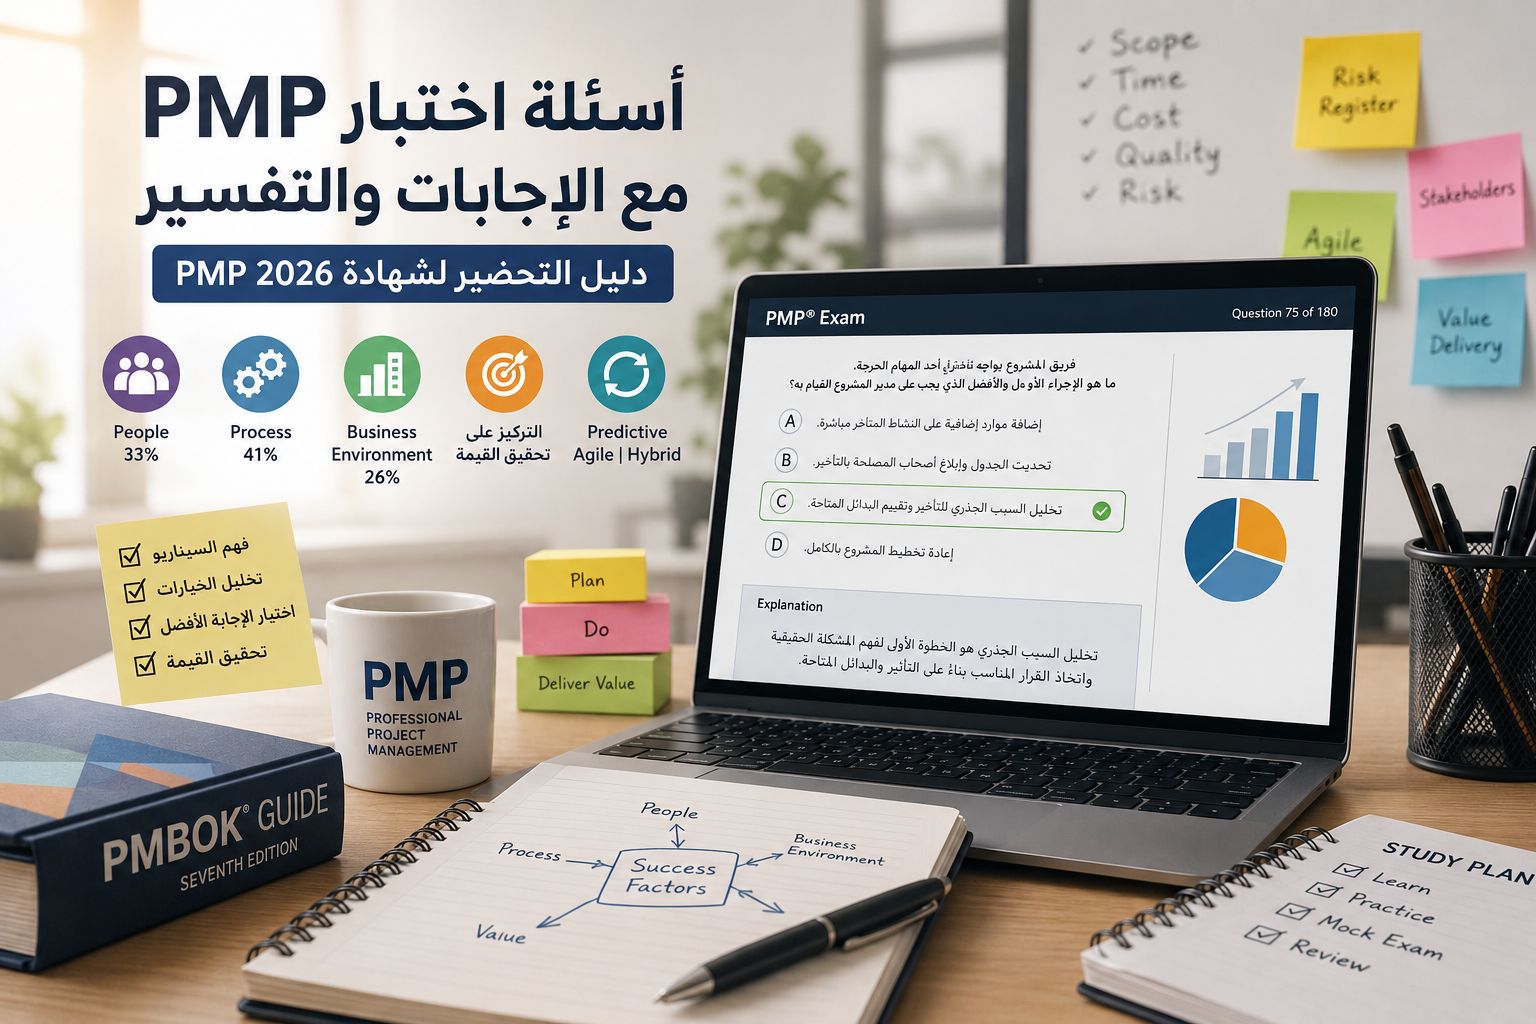 أسئلة اختبار PMP
مع الإجابات والتفسير
دليل التحضير لشهادة PMP 2026
People
33%
Process
41%
Business
Environment
26%
التركيز على
تحقيق القيمة
Predictive
Agile | Hybrid
✓ Scope
✓ Time
✓ Cost
✓ Quality
✓ Risk
Risk
Register
Stakeholders
Agile
Value
Delivery
PMP® Exam
Question 75 of 180
فريق المشروع يواجه أحد المهام الحرجة.
ما هو الإجراء والأفضل الذي يجب على مدير المشروع القيام به؟
A
إضافة موارد إضافية على النشاط المتأخر مباشرة.
B
تحديث الجدول وإبلاغ أصحاب المصلحة بالتأخير.
C
تحليل السبب الجذري للتأخير وتقييم البدائل المتاحة.
D
إعادة تخطيط المشروع بالكامل.
Explanation
تحليل السبب الجذري هو الخطوة الأولى لفهم المشكلة الحقيقية
واتخاذ القرار المناسب بناءً على التأثير والبدائل المتاحة.
فهم السيناريو
تحليل الخيارات
اختيار الإجابة الأفضل
تحقيق القيمة
PMP
PROFESSIONAL
PROJECT
MANAGEMENT
Plan
Do
Deliver Value
PMBOK® GUIDE
SEVENTH EDITION
People
Process
Success
Factors
Business
Environment
Value
STUDY PLAN
Learn
Practice
Mock Exam
Review